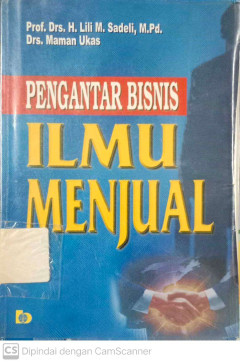 Prof. Drs. H. Lili M. Sadeli, M.Pd.
Drs. Maman Ukas
PENGANTAR BISNIS
ILMU
MENJUAL
CS Dipindai dengan CamScanner